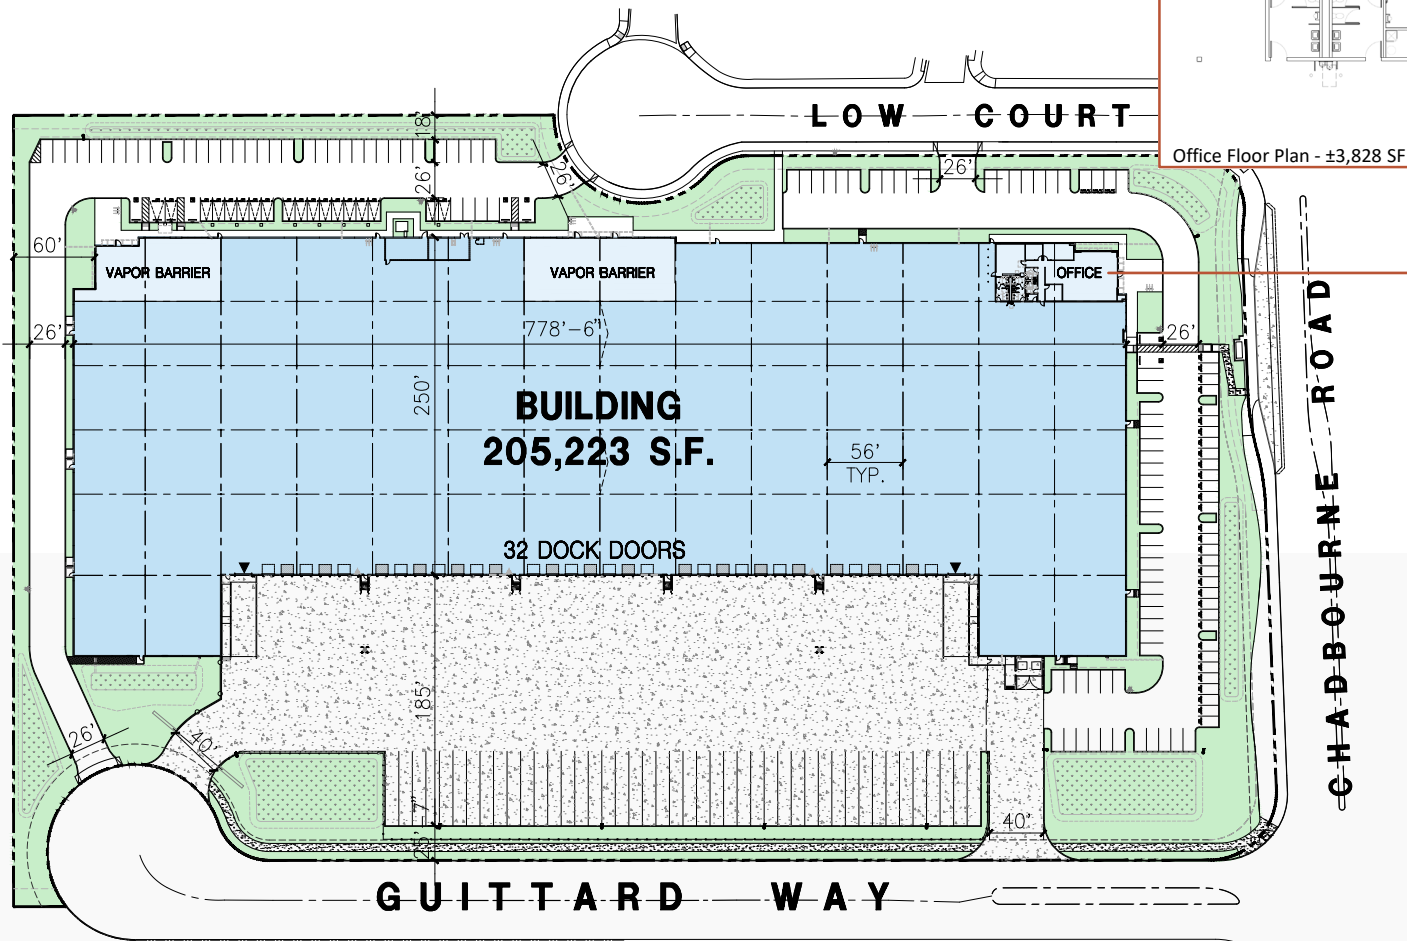 LOW COURT
Office Floor Plan - ±3,828 SF
18'
26'
26'
26'
60'
VAPOR BARRIER
VAPOR BARRIER
OFFICE
26'
778'-6"
26'
250'
BUILDING
205,223 S.F.
56'
TYP.
32 DOCK DOORS
CHADBOURNE ROAD
185'
26'
40'
25'-7"
40'
GUITTARD WAY